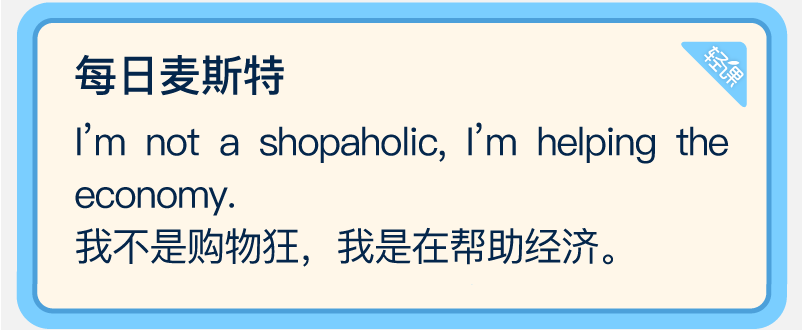 每日麦斯特
轻课
I’m not a shopaholic, I’m helping the
economy.
我不是购物狂，我是在帮助经济。